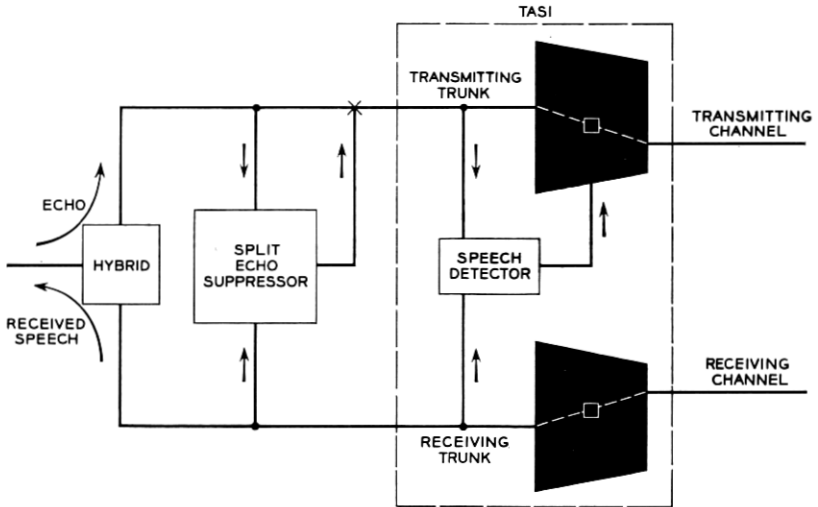 TASI
TRANSMITTING
TRUNK
TRANSMITTING
CHANNEL
ECHO
HYBRID
SPLIT
ECHO
SUPPRESSOR
SPEECH
DETECTOR
RECEIVED
SPEECH
RECEIVING
CHANNEL
RECEIVING
TRUNK